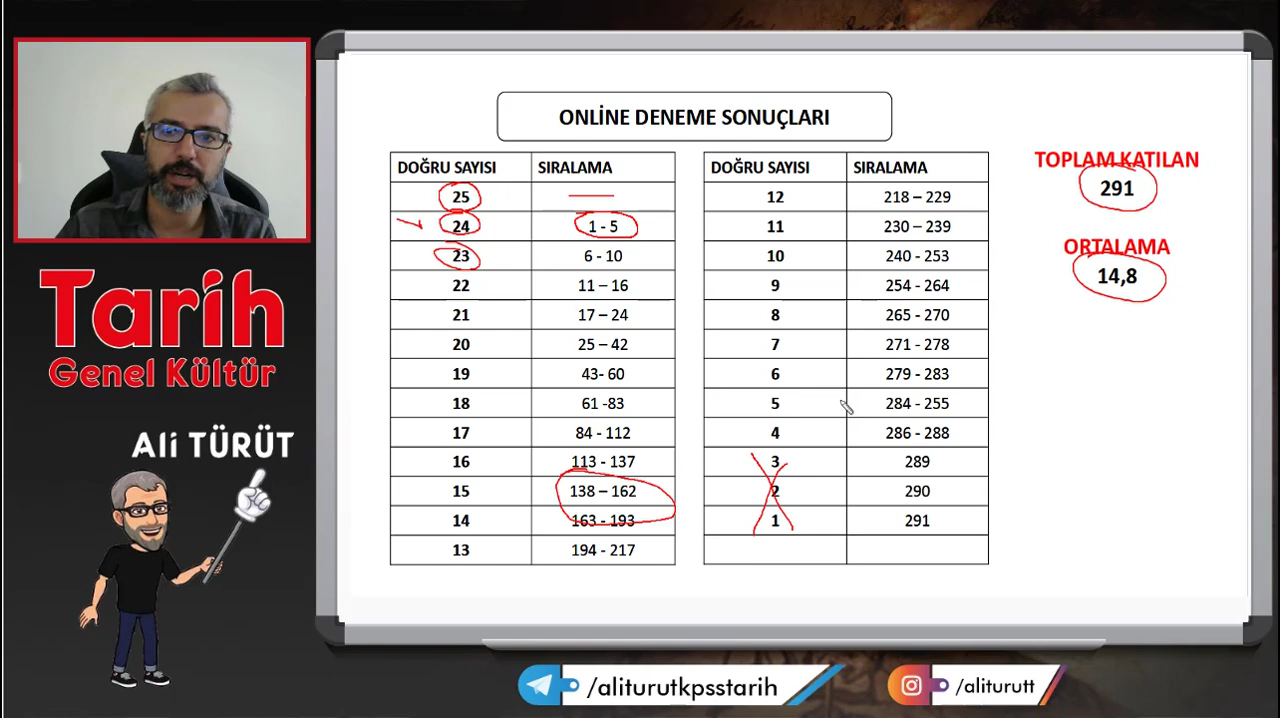 ONLİNE DENEME SONUÇLARI
DOĞRU SAYISI SIRALAMA
25
24 1 - 5
23 6 - 10
22 11 – 16
21 17 – 24
20 25 – 42
19 43- 60
18 61 -83
17 84 - 112
16 113 - 137
15 138 – 162
14 163 - 193
13 194 - 217
DOĞRU SAYISI SIRALAMA
12 218 – 229
11 230 – 239
10 240 - 253
9 254 - 264
8 265 - 270
7 271 - 278
6 279 - 283
5 284 - 255
4 286 - 288
3 289
2 290
1 291
TOPLAM KATILAN
291
ORTALAMA
14,8
Tarih
Genel Kültür
Ali TÜRÜT
/aliturutkpsstarih
/aliturutt